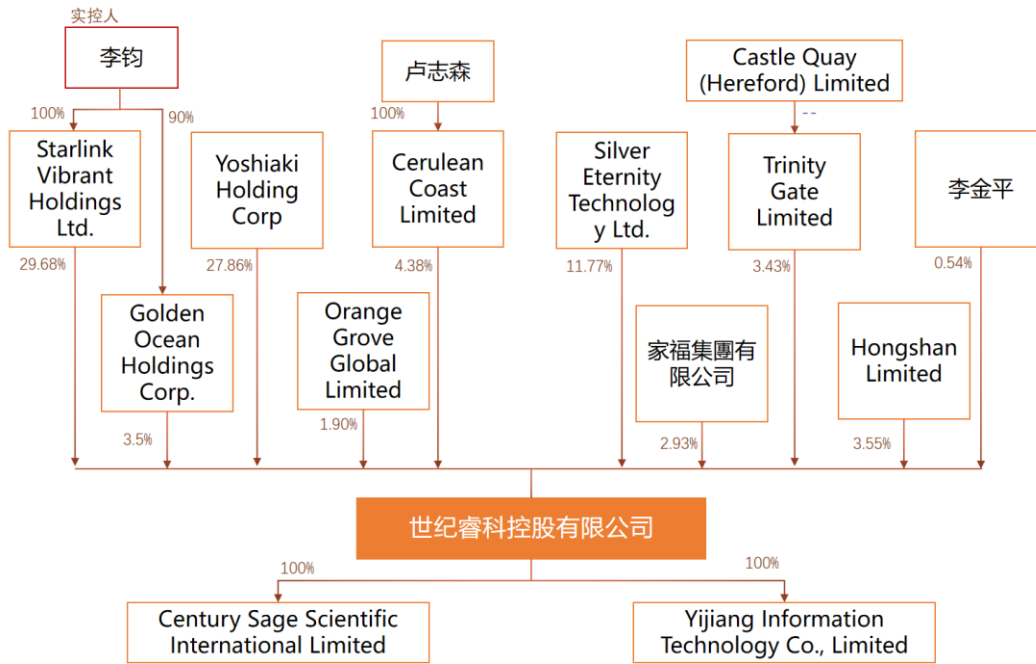 实控人
李钧
卢志森
Castle Quay
(Hereford) Limited
100%
90%
100%
--
Starlink
Vibrant
Holdings
Ltd.
Yoshiaki
Holding
Corp
Cerulean
Coast
Limited
Silver
Eternity
Technolog
y Ltd.
Trinity
Gate
Limited
李金平
29.68%
27.86%
4.38%
11.77%
3.43%
0.54%
Golden
Ocean
Holdings
Corp.
Orange
Grove
Global
Limited
家福集團有
限公司
Hongshan
Limited
3.5%
1.90%
2.93%
3.55%
世纪睿科控股有限公司
100%
100%
Century Sage Scientific
International Limited
Yijiang Information
Technology Co., Limited